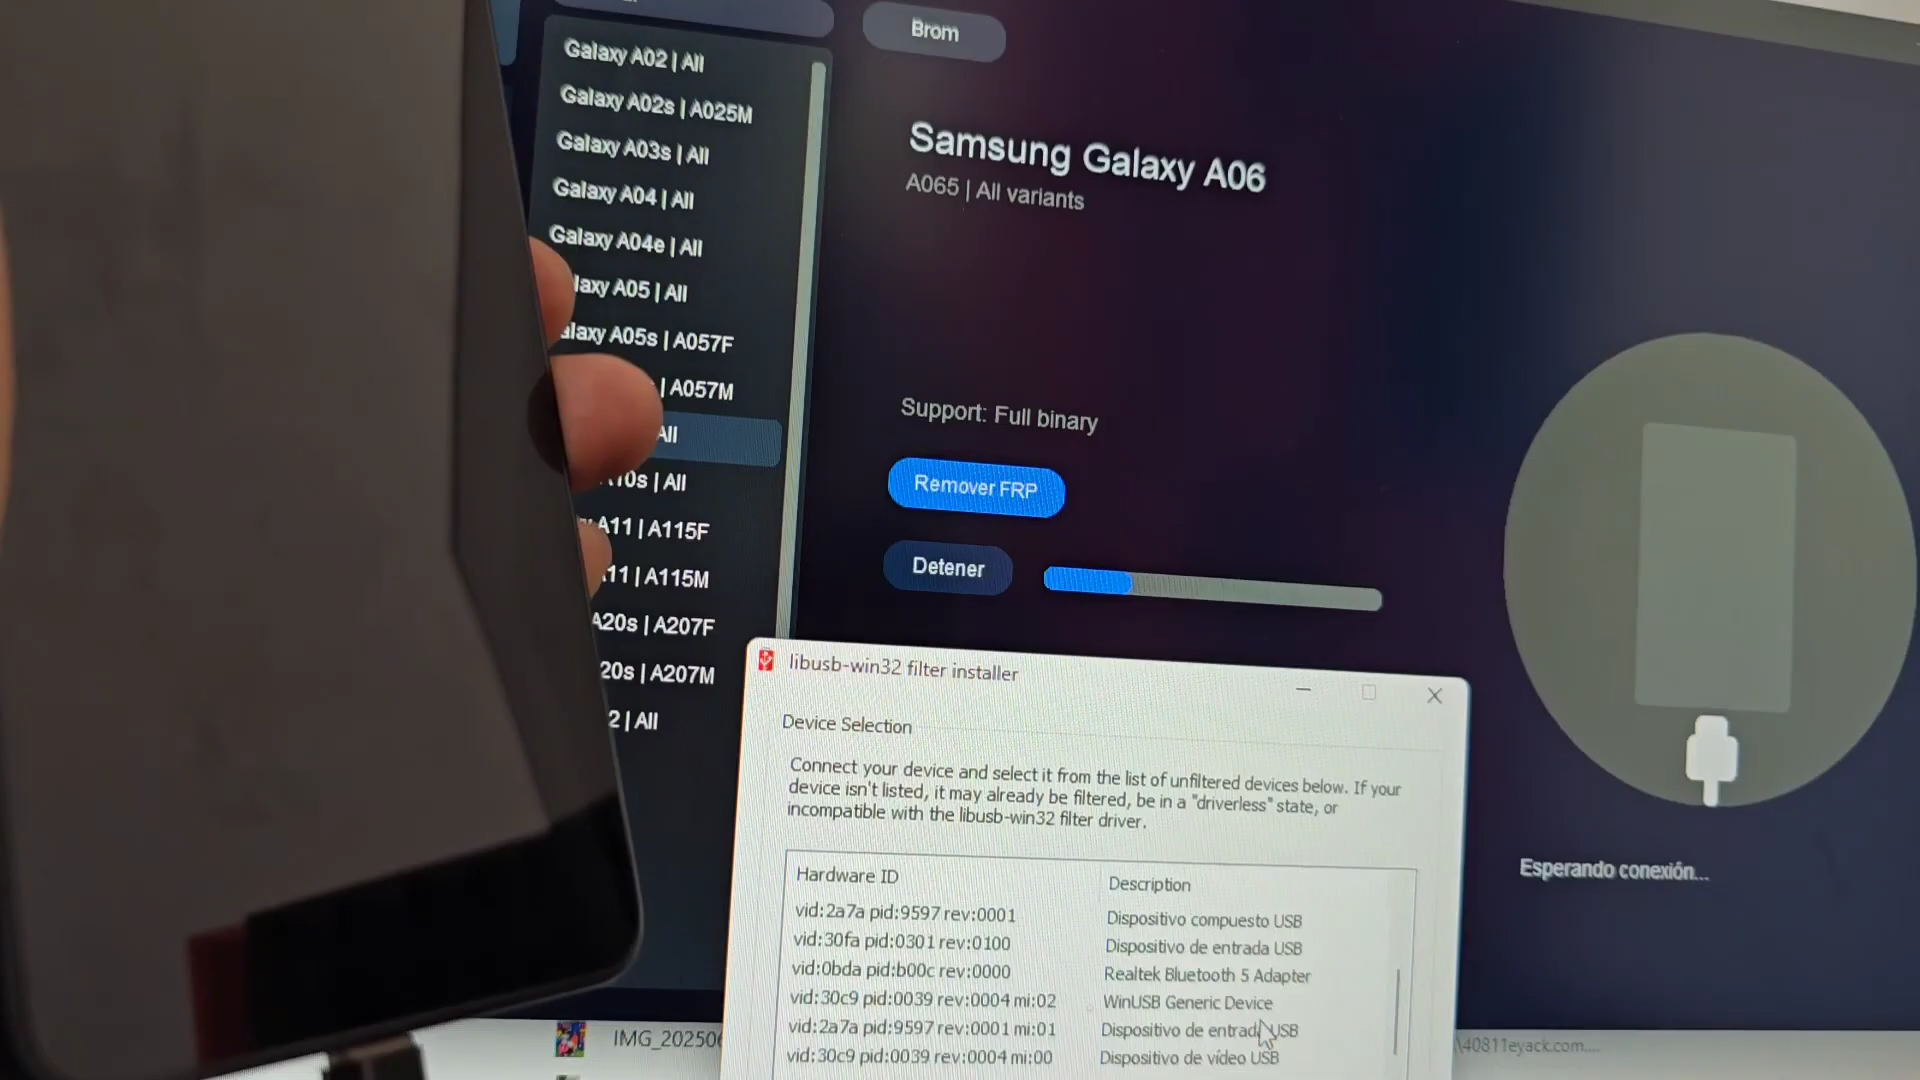 Galaxy A02 | All
Galaxy A02s | A025M
Galaxy A03s | All
Galaxy A04 | All
Galaxy A04e | All
laxy A05 | All
alaxy A05s | A057F
| A057M
All
10s | All
A11 | A115F
11 | A115M
A20s | A207F
20s | A207M
2 | All
Brom
Samsung Galaxy A06
A065 | All variants
Support: Full binary
Remover FRP
Detener
Esperando conexión...
libusb-win32 filter installer
Device Selection
Connect your device and select it from the list of unfiltered devices below. If your
device isn't listed, it may already be filtered, be in a "driverless" state, or
incompatible with the libusb-win32 filter driver.
Hardware ID Description
vid:2a7a pid:9597 rev:0001 Dispositivo compuesto USB
vid:30fa pid:0301 rev:0100 Dispositivo de entrada USB
vid:0bda pid:b00c rev:0000 Realtek Bluetooth 5 Adapter
vid:30c9 pid:0039 rev:0004 mi:02 WinUSB Generic Device
vid:2a7a pid:9597 rev:0001 mi:01 Dispositivo de entrada USB
vid:30c9 pid:0039 rev:0004 mi:00 Dispositivo de vídeo USB
IMG_20250
\40811eyack.com....